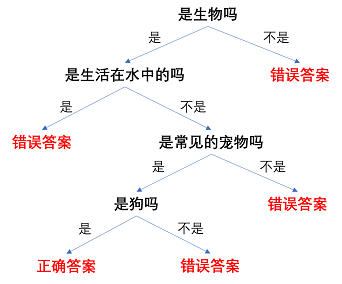 是生物吗
是 不是
是生活在水中的吗 错误答案
是 不是
错误答案 是常见的宠物吗
是 不是
是狗吗 错误答案
是 不是
正确答案 错误答案